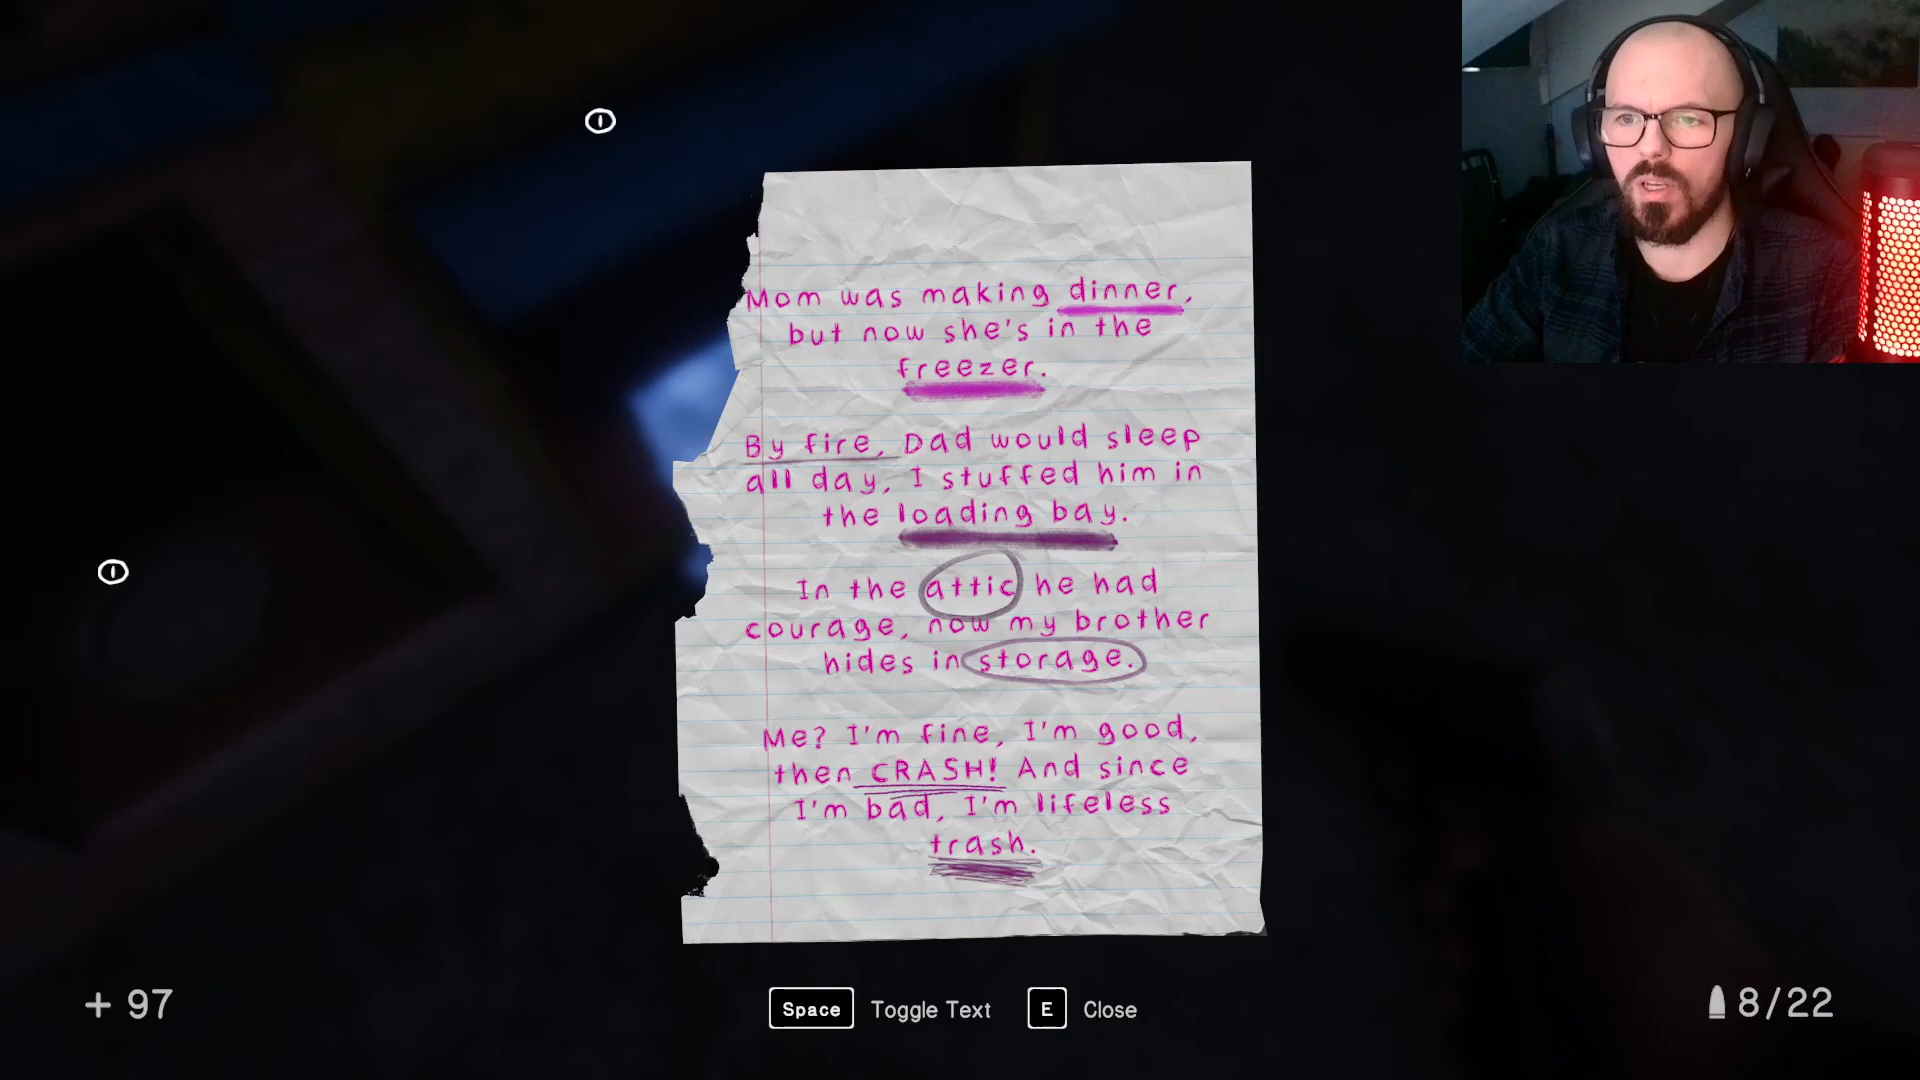 Mom was making dinner,
but now she's in the
freezer.
By fire, Dad would sleep
all day, I stuffed him in
the loading bay.
In the attic he had
courage, now my brother
hides in storage.
Me? I'm fine, I'm good,
then CRASH! And since
I'm bad, I'm lifeless
trash.
+ 97
Space Toggle Text E Close
8/22